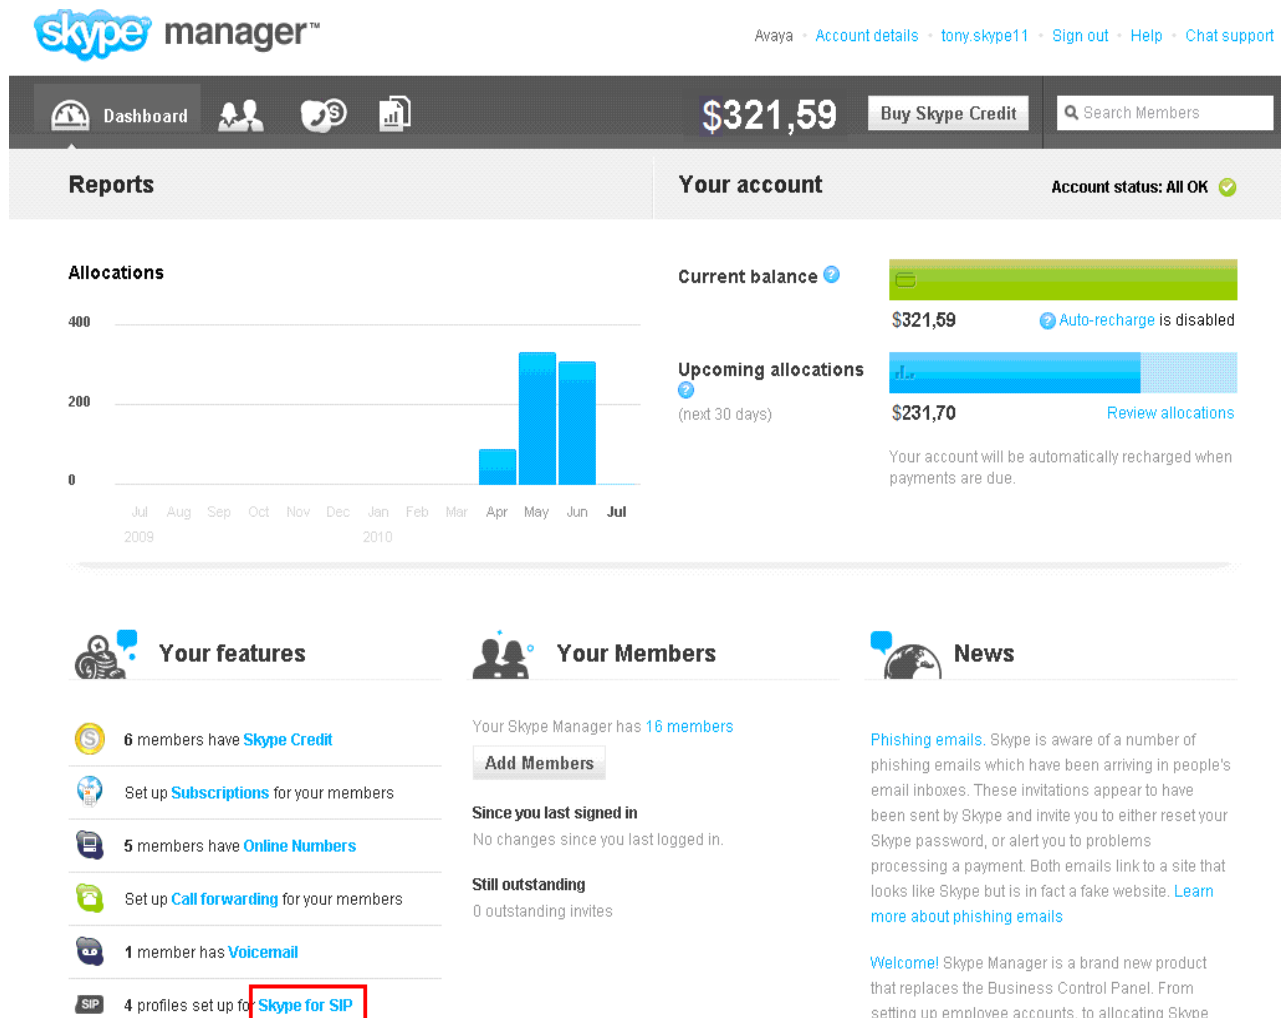 skype™ manager™
Avaya • Account details • tony.skype11 • Sign out • Help • Chat support
Dashboard
$321,59
Buy Skype Credit
Search Members
Reports
Your account
Account status: All OK
Allocations
400
200
0
Jul Aug Sep Oct Nov Dec Jan Feb Mar Apr May Jun Jul
2009 2010
Current balance ?
$321,59
? Auto-recharge is disabled
Upcoming allocations
?
(next 30 days)
$231,70
Review allocations
Your account will be automatically recharged when
payments are due.
Your features
S
6 members have Skype Credit
Set up Subscriptions for your members
5 members have Online Numbers
Set up Call forwarding for your members
1 member has Voicemail
SIP
4 profiles set up for Skype for SIP
Your Members
Your Skype Manager has 16 members
Add Members
Since you last signed in
No changes since you last logged in.
Still outstanding
0 outstanding invites
News
Phishing emails. Skype is aware of a number of
phishing emails which have been arriving in people's
email inboxes. These invitations appear to have
been sent by Skype and invite you to either reset your
Skype password, or alert you to problems
processing a payment. Both emails link to a site that
looks like Skype but is in fact a fake website. Learn
more about phishing emails
Welcome! Skype Manager is a brand new product
that replaces the Business Control Panel. From
setting up employee accounts, to allocating Skype